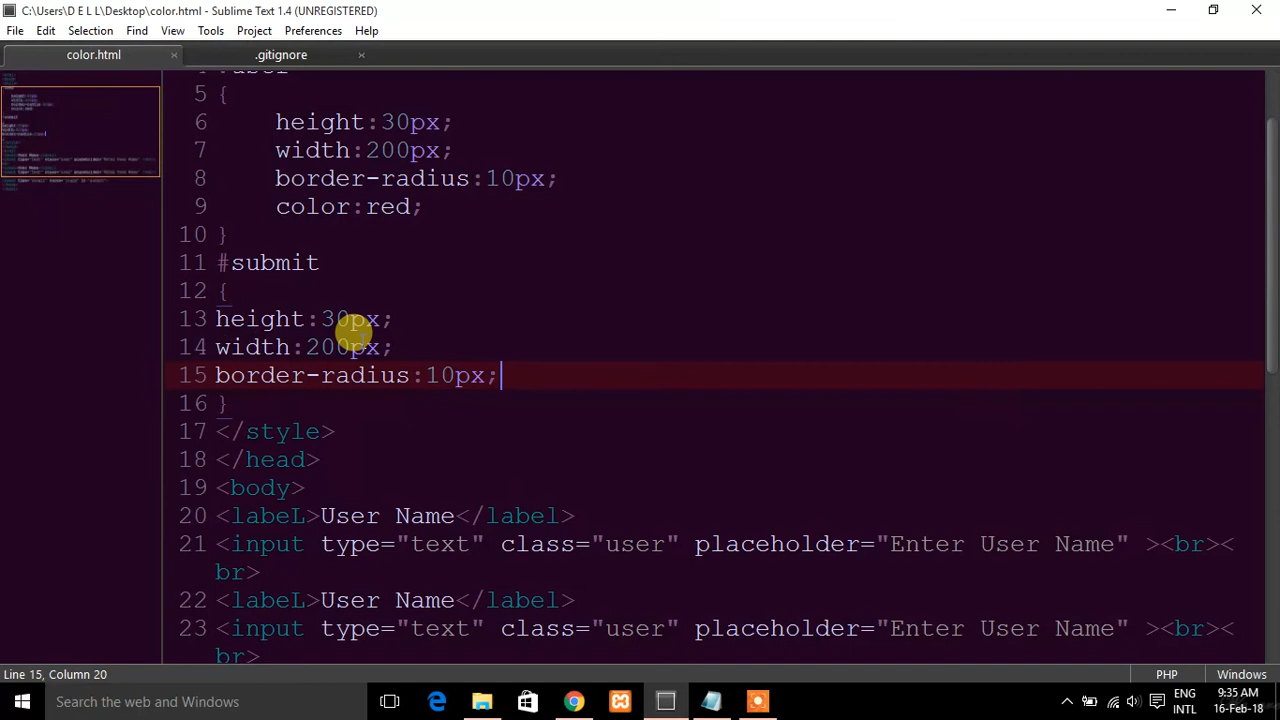 C:\Users\D E L L\Desktop\color.html - Sublime Text 1.4 (UNREGISTERED)
File Edit Selection Find View Tools Project Preferences Help
color.html × .gitignore ×
5 {
6 height:30px;
7 width:200px;
8 border-radius:10px;
9 color:red;
10 }
11 #submit
12 {
13 height:30px;
14 width:200px;
15 border-radius:10px;
16 }
17 </style>
18 </head>
19 <body>
20 <labeL>User Name</label>
21 <input type="text" class="user" placeholder="Enter User Name" ><br><
br>
22 <labeL>User Name</label>
23 <input type="text" class="user" placeholder="Enter User Name" ><br><
br>
Line 15, Column 20 PHP Windows
Search the web and Windows
ENG
INTL
9:35 AM
16-Feb-18